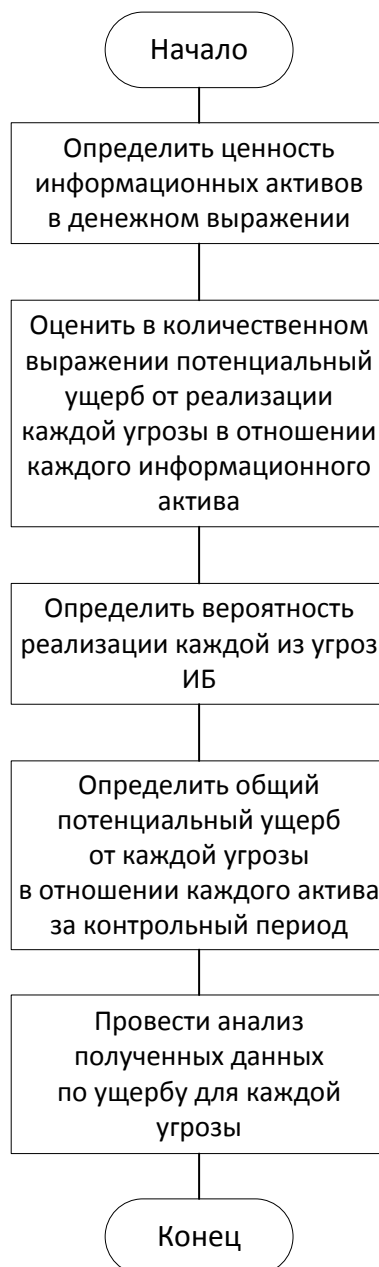 Начало
Определить ценность
информационных активов
в денежном выражении
Оценить в количественном
выражении потенциальный
ущерб от реализации
каждой угрозы в отношении
каждого информационного
актива
Определить вероятность
реализации каждой из угроз
ИБ
Определить общий
потенциальный ущерб
от каждой угрозы
в отношении каждого актива
за контрольный период
Провести анализ
полученных данных
по ущербу для каждой
угрозы
Конец